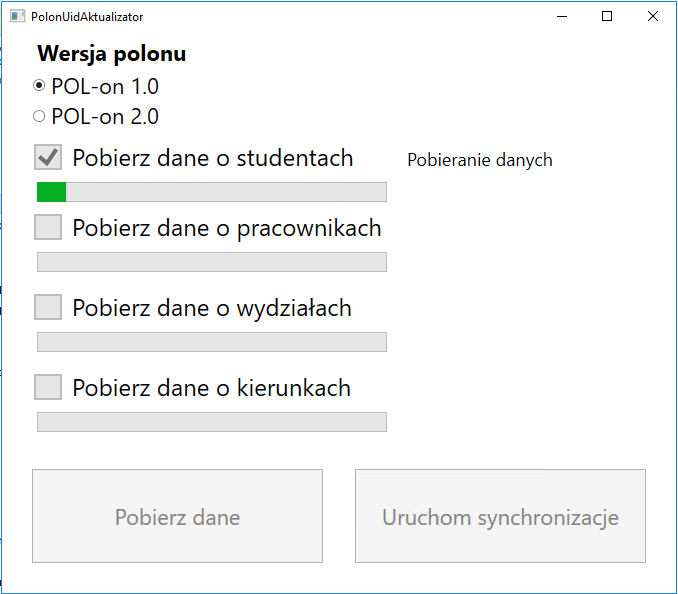 PolonUidAktualizator
Wersja polonu
POL-on 1.0
POL-on 2.0
Pobierz dane o studentach
Pobieranie danych
Pobierz dane o pracownikach
Pobierz dane o wydziałach
Pobierz dane o kierunkach
Pobierz dane
Uruchom synchronizacje